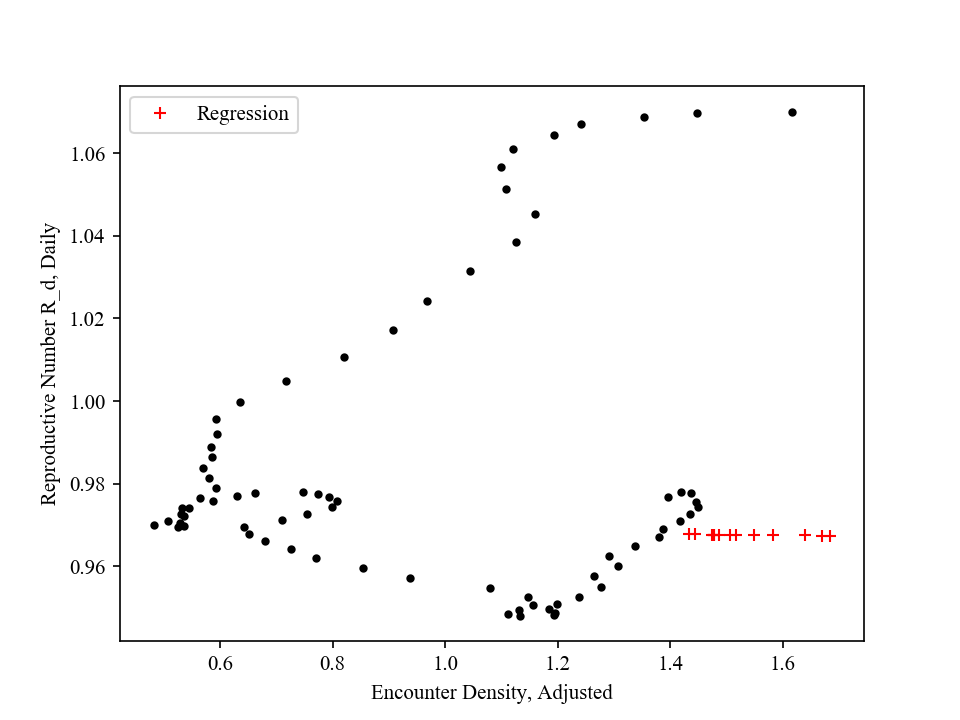 Regression
1.06
1.04
1.02
1.00
0.98
0.96
Reproductive Number R_d, Daily
0.6 0.8 1.0 1.2 1.4 1.6
Encounter Density, Adjusted